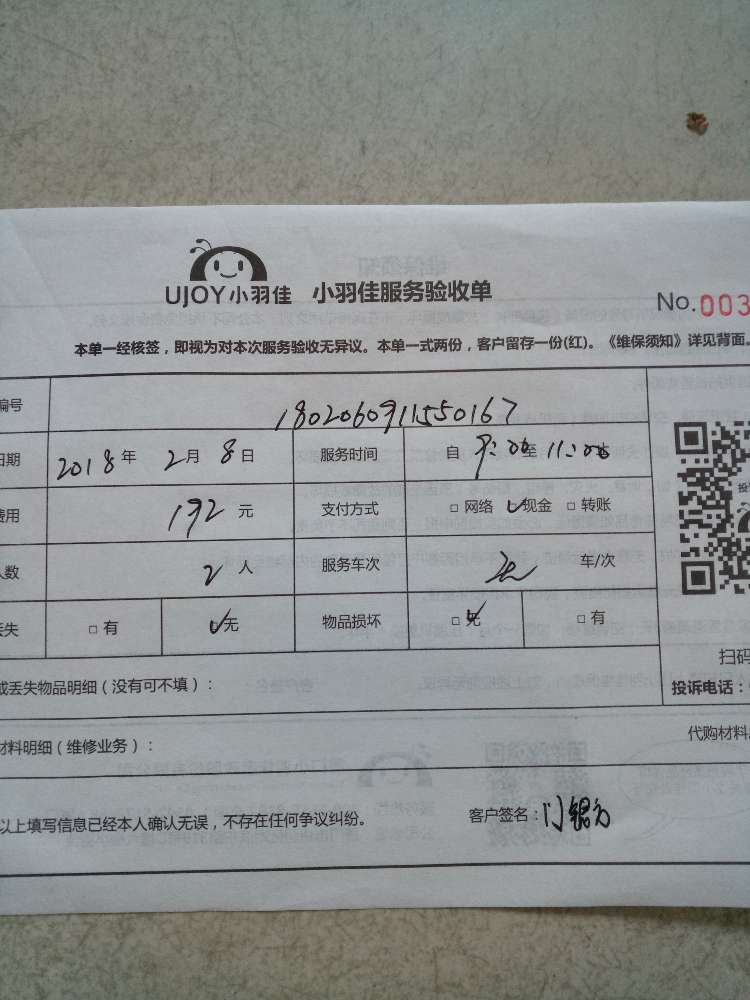 UJOY小羽佳 小羽佳服务验收单
No.003
本单一经核签，即视为对本次服务验收无异议。本单一式两份，客户留存一份(红)。《维保须知》详见背面。
编号 1802060911550167
日期 2018年 2月 8日 服务时间 自 9:00至 11:00
费用 192 元 支付方式 □ 网络 ☑现金 □ 转账
人数 2 人 服务车次 车/次
丢失 □ 有 ☑无 物品损坏 ☑无 □ 有
扫码
或丢失物品明细（没有可不填）：
投诉电话：
材料明细（维修业务）：
代购材料
以上填写信息已经本人确认无误，不存在任何争议纠纷。
客户签名：